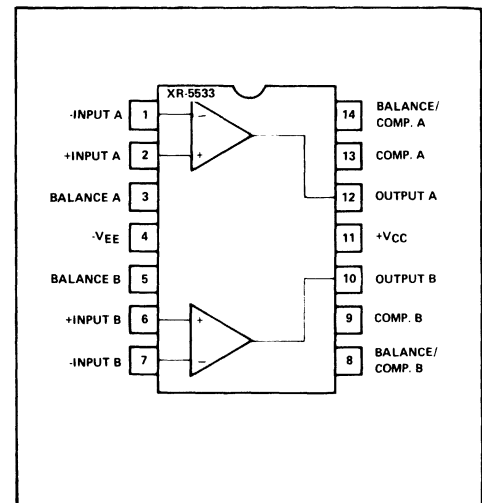 XR-5533
-INPUT A 1 − 14 BALANCE/
COMP. A
+INPUT A 2 + 13 COMP. A
BALANCE A 3 12 OUTPUT A
-VEE 4 11 +VCC
BALANCE B 5 10 OUTPUT B
+INPUT B 6 + 9 COMP. B
-INPUT B 7 − 8 BALANCE/
COMP. B